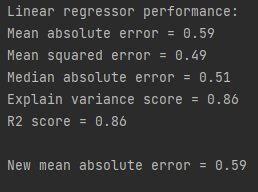 Linear regressor performance:
Mean absolute error = 0.59
Mean squared error = 0.49
Median absolute error = 0.51
Explain variance score = 0.86
R2 score = 0.86
New mean absolute error = 0.59